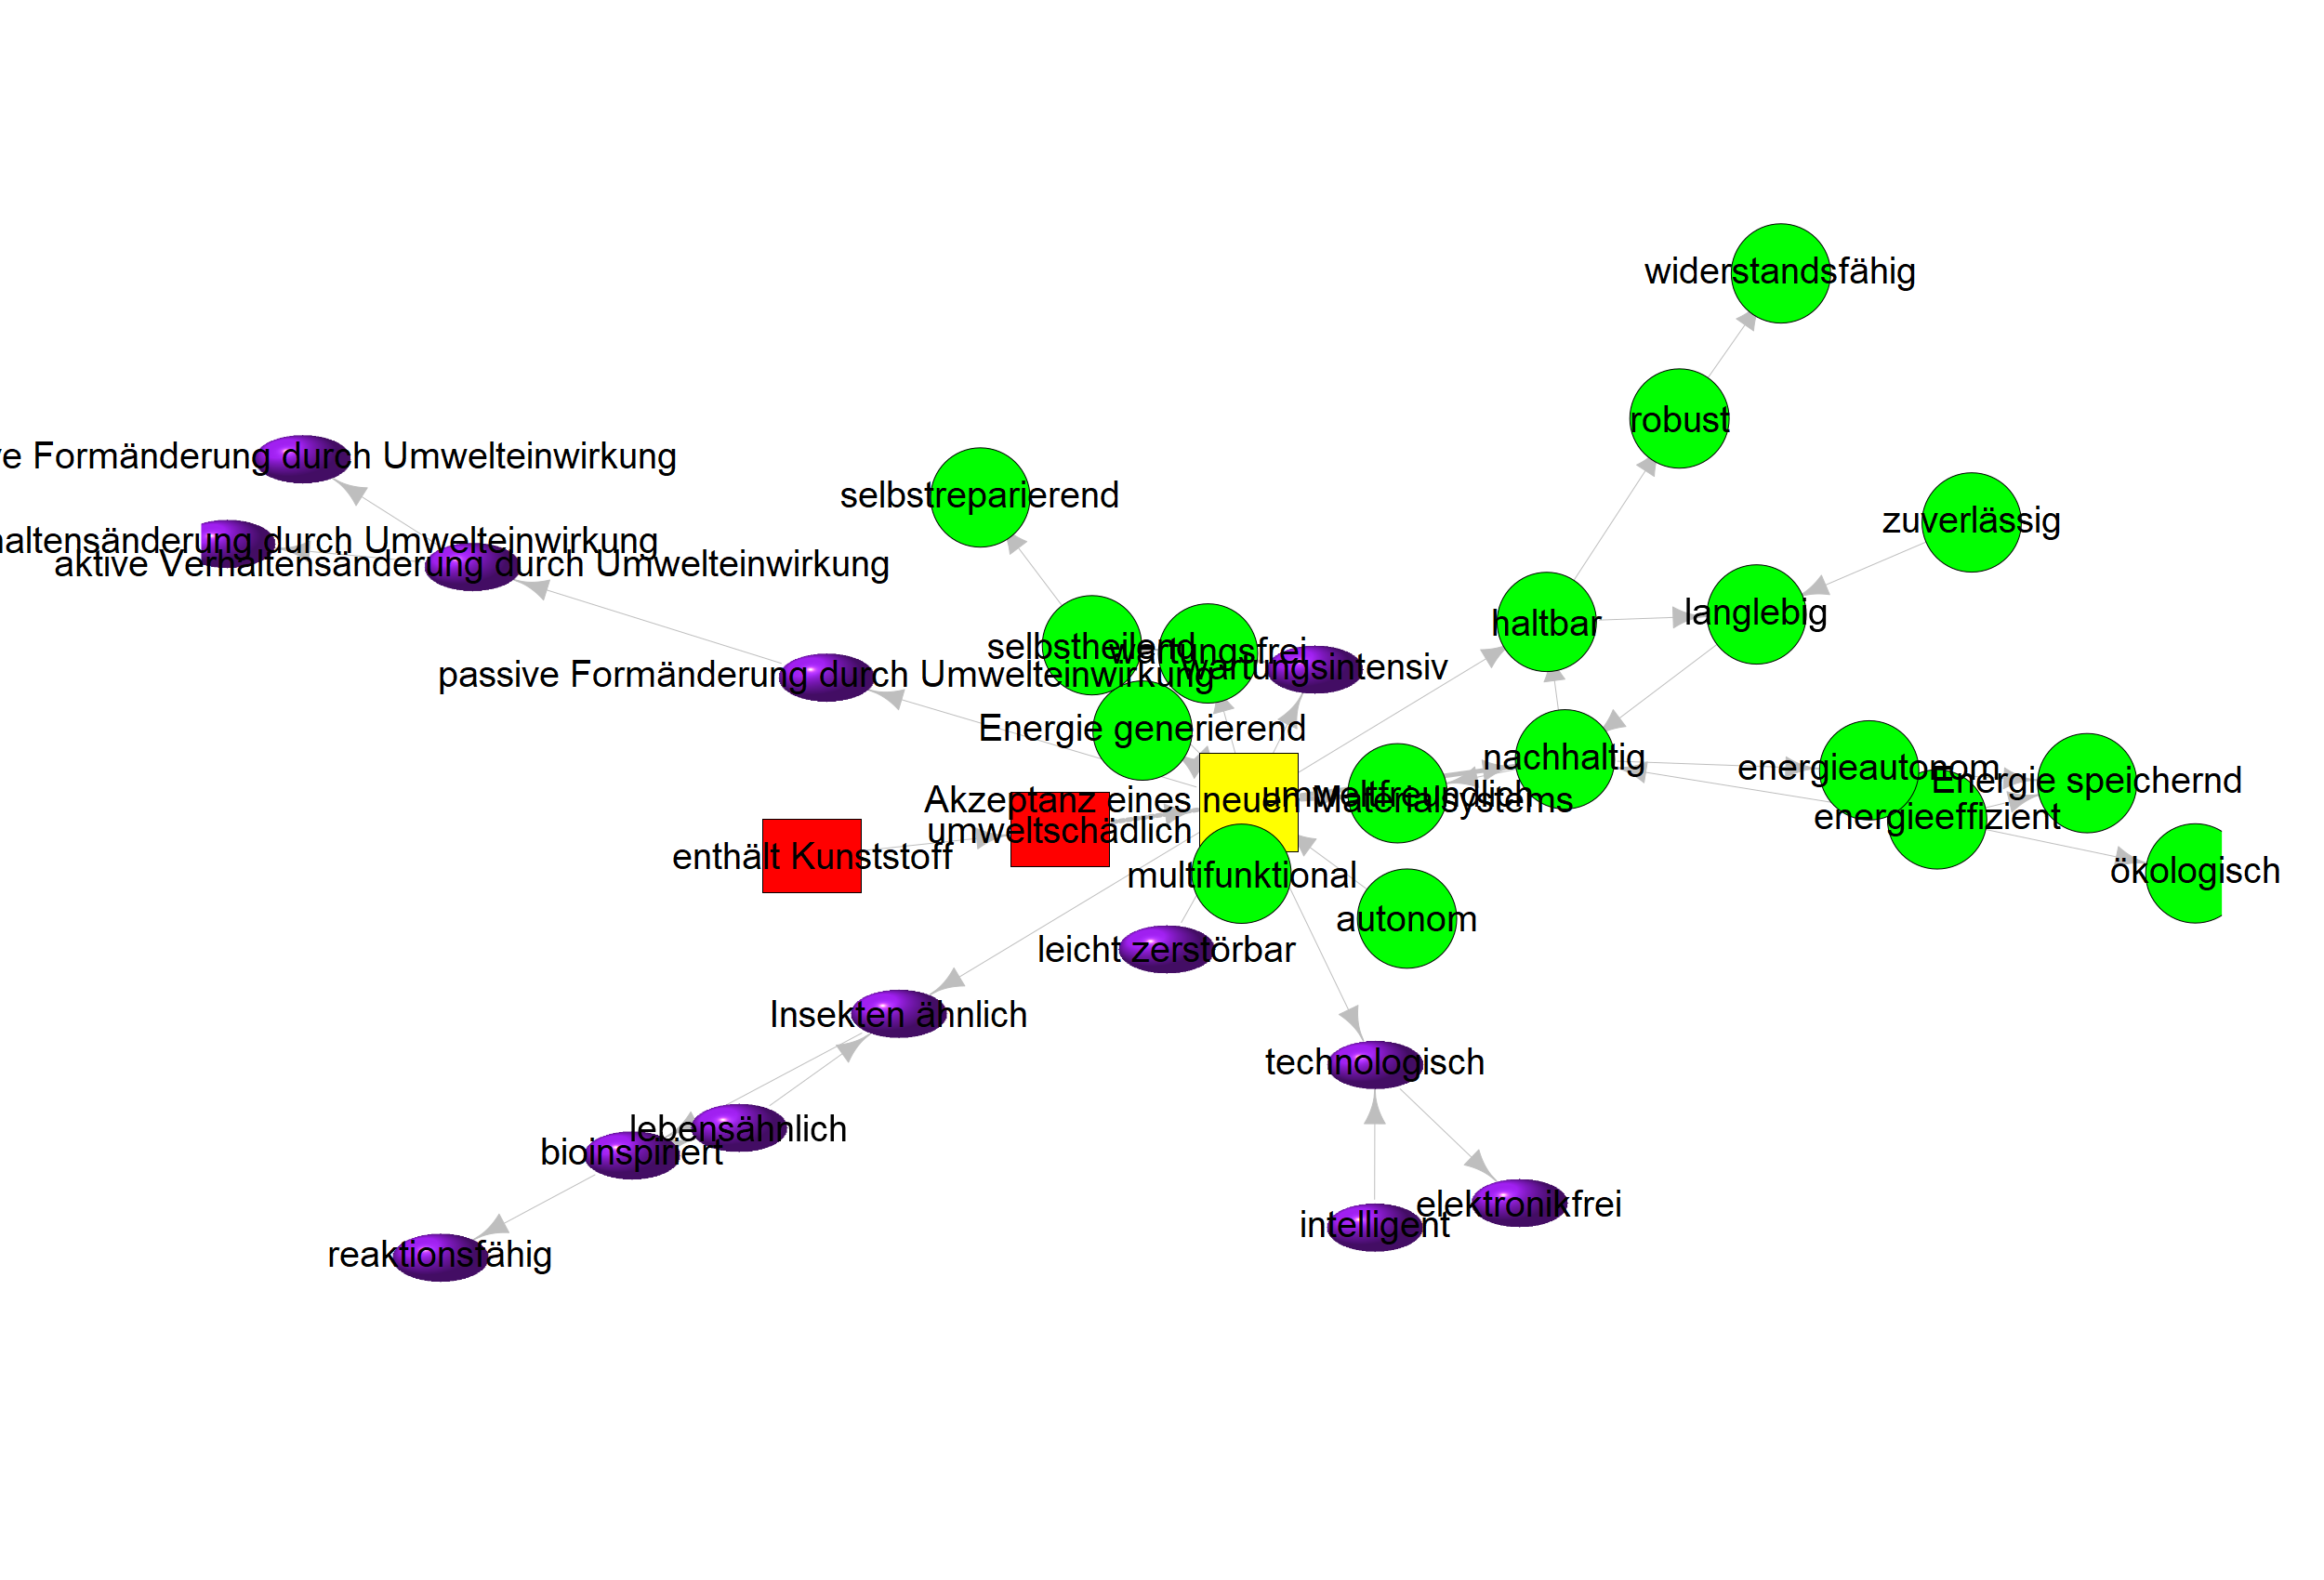 widerstandsfähig
robust
ve Formänderung durch Umwelteinwirkung
selbstreparierend
zuverlässig
haltensänderung durch Umwelteinwirkung
aktive Verhaltensänderung durch Umwelteinwirkung
haltbar
langlebig
selbstheilend
wartungsfrei
wartungsintensiv
passive Formänderung durch Umwelteinwirkung
Energie generierend
nachhaltig
energieautonom
Energie speichernd
Akzeptanz eines neuen Materialsystems
umweltfreundlich
energieeffizient
umweltschädlich
enthält Kunststoff
multifunktional
ökologisch
autonom
leicht zerstörbar
Insekten ähnlich
technologisch
lebensähnlich
bioinspiriert
elektronikfrei
intelligent
reaktionsfähig